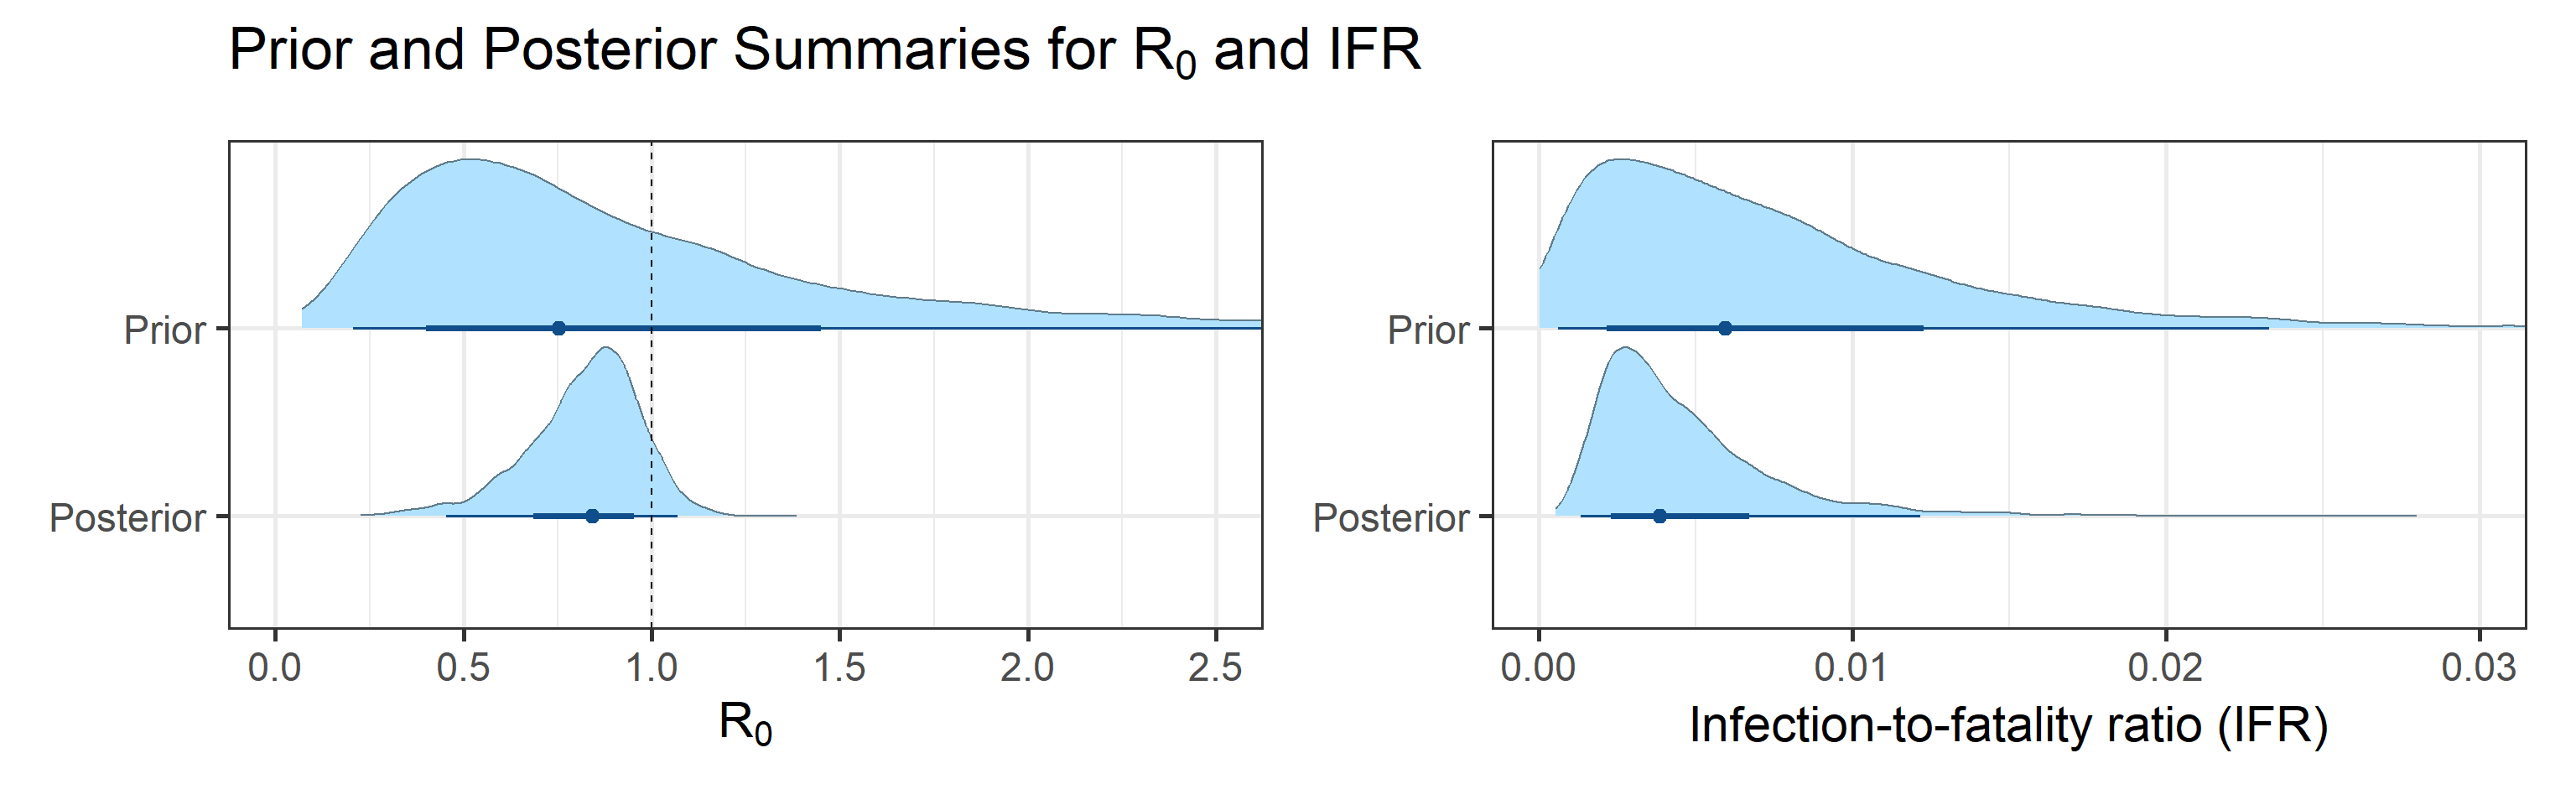 Prior and Posterior Summaries for R₀ and IFR
Prior
Posterior
0.0 0.5 1.0 1.5 2.0 2.5
R₀
Prior
Posterior
0.00 0.01 0.02 0.03
Infection-to-fatality ratio (IFR)